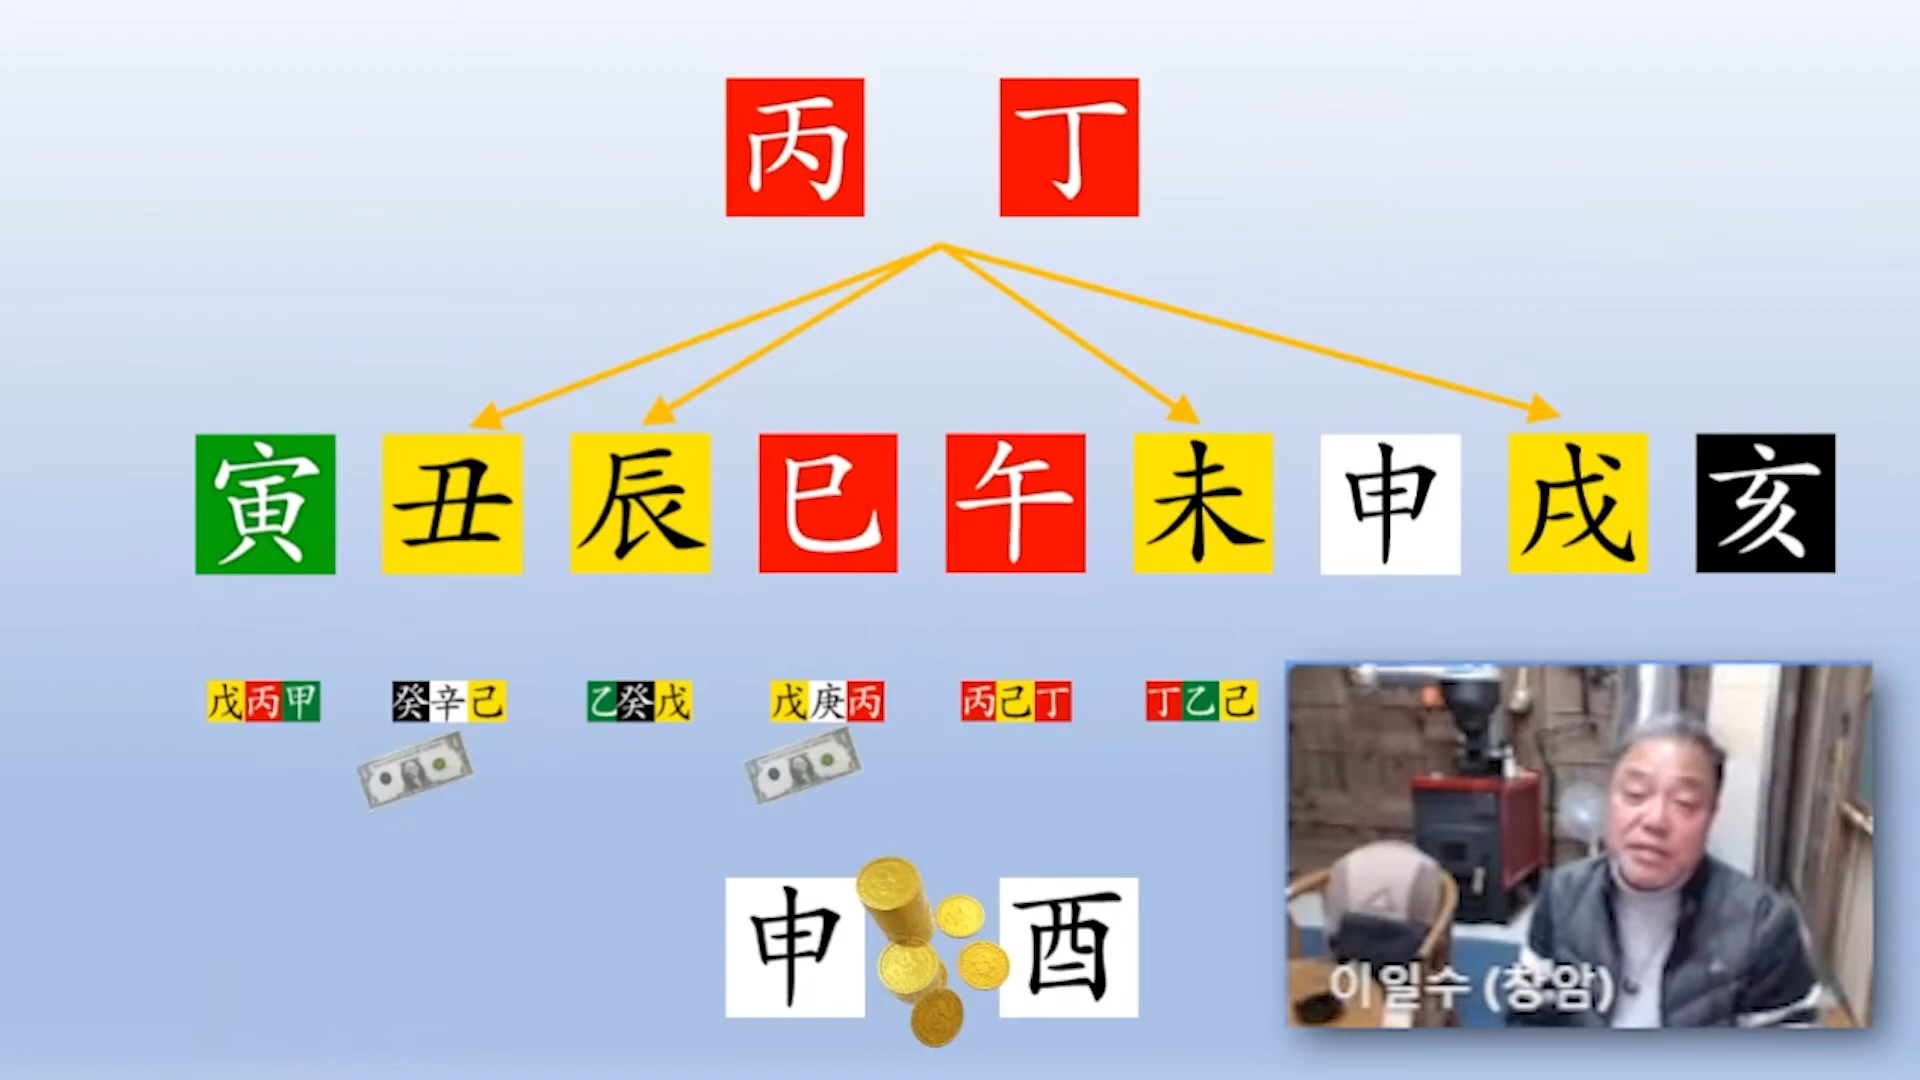 丙 丁
寅 丑 辰 巳 午 未 申 戌 亥
戊丙甲 癸辛己 乙癸戊 戊庚丙 丙己丁 丁乙己
申 酉
이일수 (창암)